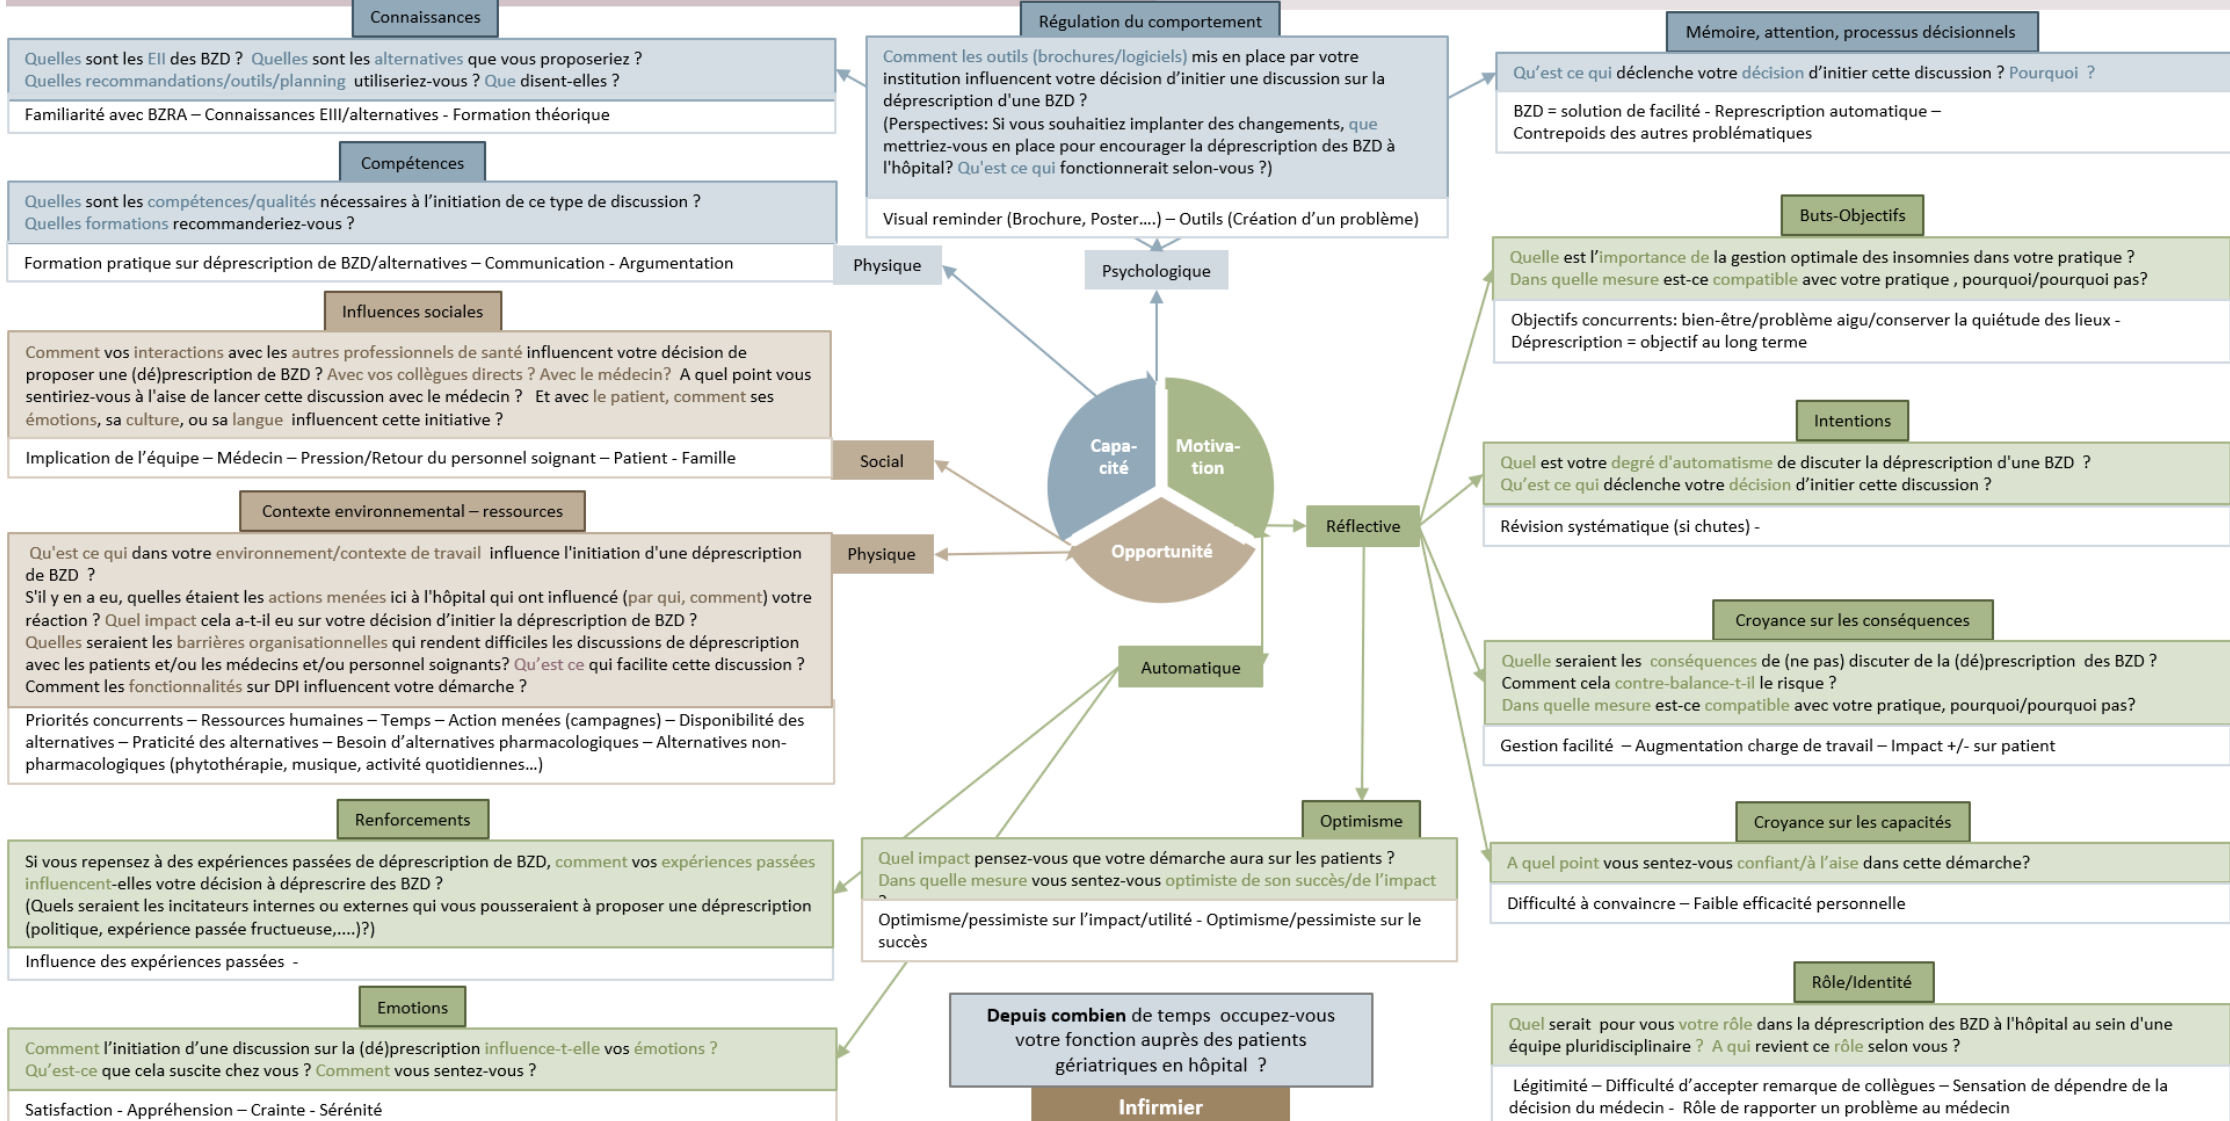 Connaissances
Quelles sont les EII des BZD ? Quelles sont les alternatives que vous proposeriez ?
Quelles recommandations/outils/planning utiliseriez-vous ? Que disent-elles ?
Familiarité avec BZRA – Connaissances EIII/alternatives - Formation théorique
Compétences
Quelles sont les compétences/qualités nécessaires à l’initiation de ce type de discussion ?
Quelles formations recommanderiez-vous ?
Formation pratique sur déprescription de BZD/alternatives – Communication - Argumentation
Physique
Influences sociales
Comment vos interactions avec les autres professionnels de santé influencent votre décision de
proposer une (dé)prescription de BZD ? Avec vos collègues directs ? Avec le médecin? A quel point vous
sentiriez-vous à l'aise de lancer cette discussion avec le médecin ? Et avec le patient, comment ses
émotions, sa culture, ou sa langue influencent cette initiative ?
Implication de l’équipe – Médecin – Pression/Retour du personnel soignant – Patient - Famille
Social
Contexte environnemental – ressources
Qu'est ce qui dans votre environnement/contexte de travail influence l'initiation d'une déprescription
de BZD ?
S'il y en a eu, quelles étaient les actions menées ici à l'hôpital qui ont influencé (par qui, comment) votre
réaction ? Quel impact cela a-t-il eu sur votre décision d’initier la déprescription de BZD ?
Quelles seraient les barrières organisationnelles qui rendent difficiles les discussions de déprescription
avec les patients et/ou les médecins et/ou personnel soignants? Qu’est ce qui facilite cette discussion ?
Comment les fonctionnalités sur DPI influencent votre démarche ?
Priorités concurrents – Ressources humaines – Temps – Action menées (campagnes) – Disponibilité des
alternatives – Praticité des alternatives – Besoin d’alternatives pharmacologiques – Alternatives non-
pharmacologiques (phytothérapie, musique, activité quotidiennes…)
Physique
Renforcements
Si vous repensez à des expériences passées de déprescription de BZD, comment vos expériences passées
influencent-elles votre décision à déprescrire des BZD ?
(Quels seraient les incitateurs internes ou externes qui vous pousseraient à proposer une déprescription
(politique, expérience passée fructueuse,....)?)
Influence des expériences passées -
Emotions
Comment l’initiation d’une discussion sur la (dé)prescription influence-t-elle vos émotions ?
Qu’est-ce que cela suscite chez vous ? Comment vous sentez-vous ?
Satisfaction - Appréhension – Crainte - Sérénité
Régulation du comportement
Comment les outils (brochures/logiciels) mis en place par votre
institution influencent votre décision d’initier une discussion sur la
déprescription d'une BZD ?
(Perspectives: Si vous souhaitiez implanter des changements, que
mettriez-vous en place pour encourager la déprescription des BZD à
l'hôpital? Qu'est ce qui fonctionnerait selon-vous ?)
Visual reminder (Brochure, Poster….) – Outils (Création d’un problème)
Psychologique
Capa-
cité
Motiva-
tion
Opportunité
Réflective
Automatique
Optimisme
Quel impact pensez-vous que votre démarche aura sur les patients ?
Dans quelle mesure vous sentez-vous optimiste de son succès/de l’impact
?
Optimisme/pessimiste sur l’impact/utilité - Optimisme/pessimiste sur le
succès
Depuis combien de temps occupez-vous
votre fonction auprès des patients
gériatriques en hôpital ?
Infirmier
Mémoire, attention, processus décisionnels
Qu’est ce qui déclenche votre décision d’initier cette discussion ? Pourquoi ?
BZD = solution de facilité - Represcription automatique –
Contrepoids des autres problématiques
Buts-Objectifs
Quelle est l’importance de la gestion optimale des insomnies dans votre pratique ?
Dans quelle mesure est-ce compatible avec votre pratique , pourquoi/pourquoi pas?
Objectifs concurrents: bien-être/problème aigu/conserver la quiétude des lieux -
Déprescription = objectif au long terme
Intentions
Quel est votre degré d'automatisme de discuter la déprescription d'une BZD ?
Qu’est ce qui déclenche votre décision d’initier cette discussion ?
Révision systématique (si chutes) -
Croyance sur les conséquences
Quelle seraient les conséquences de (ne pas) discuter de la (dé)prescription des BZD ?
Comment cela contre-balance-t-il le risque ?
Dans quelle mesure est-ce compatible avec votre pratique, pourquoi/pourquoi pas?
Gestion facilité – Augmentation charge de travail – Impact +/- sur patient
Croyance sur les capacités
A quel point vous sentez-vous confiant/à l’aise dans cette démarche?
Difficulté à convaincre – Faible efficacité personnelle
Rôle/Identité
Quel serait pour vous votre rôle dans la déprescription des BZD à l'hôpital au sein d'une
équipe pluridisciplinaire ? A qui revient ce rôle selon vous ?
Légitimité – Difficulté d’accepter remarque de collègues – Sensation de dépendre de la
décision du médecin - Rôle de rapporter un problème au médecin